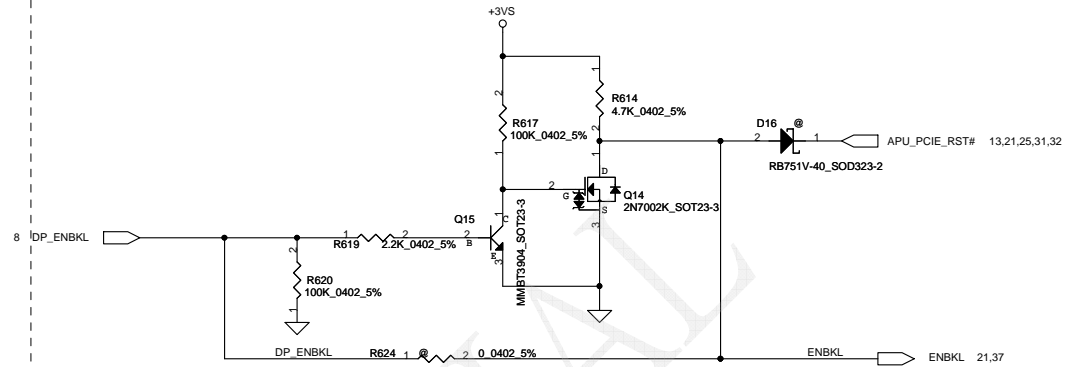 +3VS
2
1
R617
100K_0402_5%
1
2
R614
4.7K_0402_5%
D16
@
2
1
RB751V-40_SOD323-2
APU_PCIE_RST# 13,21,25,31,32
1
D
2
G
S
3
Q14
2N7002K_SOT23-3
Q15
1
C
2
B
E
3
MMBT3904_SOT23-3
8 DP_ENBKL
1
2
R619 2.2K_0402_5%
2
1
R620
100K_0402_5%
DP_ENBKL
R624 1 @ 2 0_0402_5%
ENBKL
ENBKL 21,37